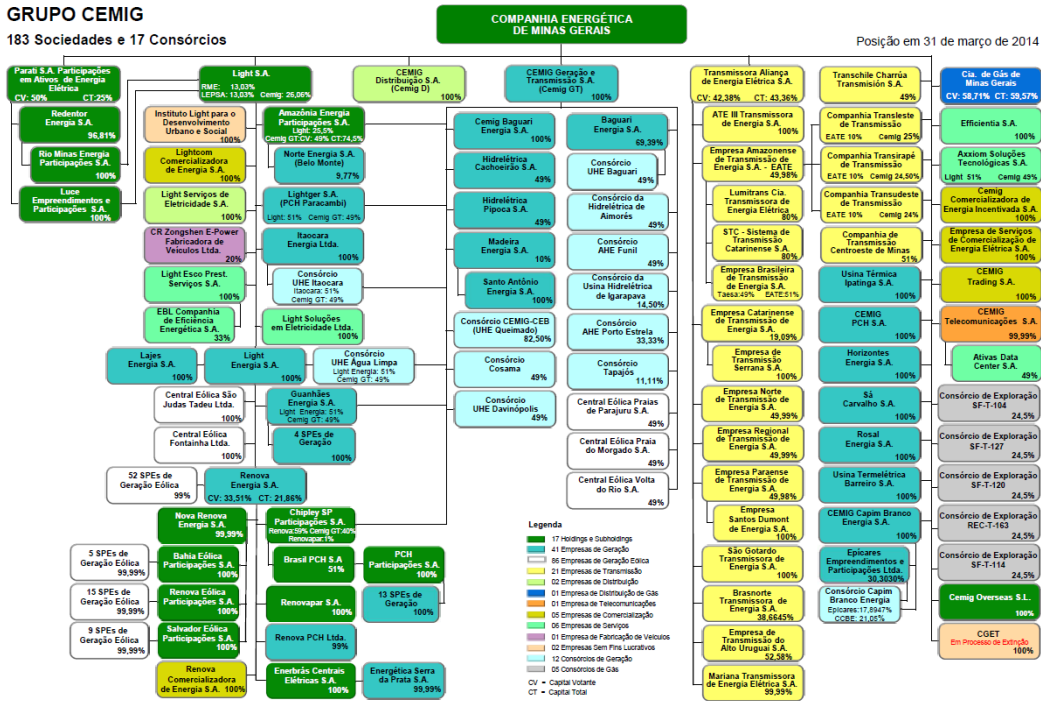 GRUPO CEMIG
183 Sociedades e 17 Consórcios
COMPANHIA ENERGÉTICA
DE MINAS GERAIS
Posição em 31 de março de 2014
Parati S.A. Participações
em Ativos de Energia
Elétrica
CV: 50% CT:25%
Redentor
Energia S.A.
96,81%
Rio Minas Energia
Participações S.A.
100%
Luce
Empreendimentos e
Participações S.A.
100%
Light S.A.
RME: 13,03%
LEPSA: 13,03% Cemig: 26,06%
Instituto Light para o
Desenvolvimento
Urbano e Social
100%
Lightcom
Comercializadora
de Energia S.A.
100%
Light Serviços de
Eletricidade S.A.
100%
CR Zongshen E-Power
Fabricadora de
Veículos Ltda.
20%
Light Esco Prest.
Serviços S.A.
100%
EBL Companhia
de Eficiência
Energética S.A.
33%
Amazônia Energia
Participações S.A.
Light: 25,5%
Cemig GT:CV: 49% CT:74,5%
Norte Energia S.A.
(Belo Monte)
9,77%
Lightger S.A.
(PCH Paracambi)
Light: 51% Cemig GT: 49%
Itaocara
Energia Ltda.
100%
Consórcio
UHE Itaocara
Itaocara: 51%
Cemig GT: 49%
Light Soluções
em Eletricidade Ltda.
100%
Lajes
Energia S.A.
100%
Light
Energia S.A.
100%
Consórcio
UHE Água Limpa
Light Energia: 51%
Cemig GT: 49%
Central Eólica São
Judas Tadeu Ltda.
100%
Guanhães
Energia S.A.
Light Energia: 51%
Cemig GT: 49%
Central Eólica
Fontainha Ltda.
100%
4 SPEs de
Geração
100%
52 SPEs de
Geração Eólica
99%
Renova
Energia S.A.
CV: 33,51% CT: 21,86%
Nova Renova
Energia S.A.
99,99%
Chipley SP
Participações S.A.
Renova:59% Cemig GT:40%
Renovapar:1%
5 SPEs de
Geração Eólica
99,99%
Bahia Eólica
Participações S.A.
100%
Brasil PCH S.A
51%
PCH
Participações S.A.
100%
15 SPEs de
Geração Eólica
99,99%
Renova Eólica
Participações S.A.
100%
Renovapar S.A.
100%
13 SPEs de
Geração
100%
9 SPEs de
Geração Eólica
99,99%
Salvador Eólica
Participações S.A.
100%
Renova PCH Ltda.
99%
Renova
Comercializadora
de Energia S.A. 100%
Enerbrás Centrais
Elétricas S.A.
100%
Energética Serra
da Prata S.A.
99,99%
CEMIG
Distribuição S.A.
(Cemig D)
100%
CEMIG Geração e
Transmissão S.A.
(Cemig GT)
100%
Cemig Baguari
Energia S.A.
100%
Hidrelétrica
Cachoeirão S.A.
49%
Hidrelétrica
Pipoca S.A.
49%
Madeira
Energia S.A.
10%
Santo Antônio
Energia S.A.
100%
Consórcio CEMIG-CEB
(UHE Queimado)
82,50%
Consórcio
Cosama
49%
Consórcio
UHE Davinópolis
49%
Baguari
Energia S.A.
69,39%
Consórcio
UHE Baguari
49%
Consórcio da
Hidrelétrica de
Aimorés
49%
Consórcio
AHE Funil
49%
Consórcio da
Usina Hidrelétrica
de Igarapava
14,50%
Consórcio
AHE Porto Estrela
33,33%
Consórcio
Tapajós
11,11%
Central Eólica Praias
de Parajuru S.A.
49%
Central Eólica Praia
do Morgado S.A.
49%
Central Eólica Volta
do Rio S.A.
49%
Legenda
17 Holdings e Subholdings
41 Empresas de Geração
86 Empresas de Geração Eólica
21 Empresas de Transmissão
02 Empresas de Distribuição
01 Empresa de Distribuição de Gás
01 Empresa de Telecomunicações
05 Empresas de Comercialização
06 Empresas de Serviços
01 Empresa de Fabricação de Veículos
02 Empresas Sem Fins Lucrativos
12 Consórcios de Geração
05 Consórcios de Gás
CV = Capital Votante
CT = Capital Total
Transmissora Aliança
de Energia Elétrica S.A.
CV: 42,38% CT: 43,36%
ATE III Transmissora
de Energia S.A.
100%
Empresa Amazonense
de Transmissão de
Energia S.A. - EATE
49,98%
Lumitrans Cia.
Transmissora de
Energia Elétrica
80%
STC - Sistema de
Transmissão
Catarinense S.A.
80%
Empresa Brasileira
de Transmissão
de Energia S.A.
Taesa:49% EATE:51%
Empresa Catarinense
de Transmissão de
Energia S.A.
19,09%
Empresa de
Transmissão
Serrana S.A.
100%
Empresa Norte
de Transmissão de
Energia S.A.
49,99%
Empresa Regional
de Transmissão de
Energia S.A.
49,99%
Empresa Paraense
de Transmissão de
Energia S.A.
49,98%
Empresa
Santos Dumont
de Energia S.A.
100%
São Gotardo
Transmissora de
Energia S.A.
100%
Brasnorte
Transmissora de
Energia S.A.
38,6645%
Empresa de
Transmissão do
Alto Uruguai S.A.
52,58%
Mariana Transmissora
de Energia Elétrica S.A.
99,99%
Transchile Charrúa
Transmisión S.A.
49%
Companhia Transleste
de Transmissão
EATE 10% Cemig 25%
Companhia Transirapé
de Transmissão
EATE 10% Cemig 24,50%
Companhia Transudeste
de Transmissão
EATE 10% Cemig 24%
Companhia de
Transmissão
Centroeste de Minas
51%
Usina Térmica
Ipatinga S.A.
100%
CEMIG
PCH S.A.
100%
Horizontes
Energia S.A.
100%
Sá
Carvalho S.A.
100%
Rosal
Energia S.A.
100%
Usina Termelétrica
Barreiro S.A.
100%
CEMIG Capim Branco
Energia S.A.
100%
Epícares
Empreendimentos e
Participações Ltda.
30,3030%
Consórcio Capim
Branco Energia
Epicares:17,8947%
CCBE: 21,05%
Cia. de Gás de
Minas Gerais
CV: 58,71% CT: 59,57%
Efficientia S.A.
100%
Axxiom Soluções
Tecnológicas S.A.
Light 51% Cemig 49%
Cemig
Comercializadora de
Energia Incentivada S.A.
100%
Empresa de Serviços
de Comercialização de
Energia Elétrica S.A.
100%
CEMIG
Trading S.A.
100%
CEMIG
Telecomunicações S.A.
99,99%
Ativas Data
Center S.A.
49%
Consórcio de Exploração
SF-T-104
24,5%
Consórcio de Exploração
SF-T-127
24,5%
Consórcio de Exploração
SF-T-120
24,5%
Consórcio de Exploração
REC-T-163
24,5%
Consórcio de Exploração
SF-T-114
24,5%
Cemig Overseas S.L.
100%
CGET
Em Processo de Extinção
100%